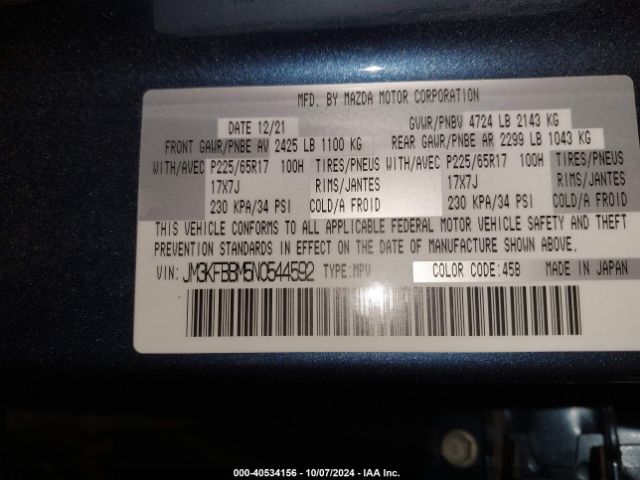 MFD. BY MAZDA MOTOR CORPORATION
DATE 12/21 GVWR/PNBV 4724 LB 2143 KG
FRONT GAWR/PNBE AV 2425 LB 1100 KG REAR GAWR/PNBE AR 2299 LB 1043 KG
WITH/AVEC P225/65R17 100H TIRES/PNEUS WITH/AVEC P225/65R17 100H TIRES/PNEUS
17X7J RIMS/JANTES 17X7J RIMS/JANTES
230 KPA/34 PSI COLD/A FROID 230 KPA/34 PSI COLD/A FROID
THIS VEHICLE CONFORMS TO ALL APPLICABLE FEDERAL MOTOR VEHICLE SAFETY AND THEFT
PREVENTION STANDARDS IN EFFECT ON THE DATE OF MANUFACTURE SHOWN ABOVE.
VIN: JM3KFBBM5N0544592 TYPE: MPV COLOR CODE: 45B MADE IN JAPAN
000-40534156 - 10/07/2024 - IAA Inc.